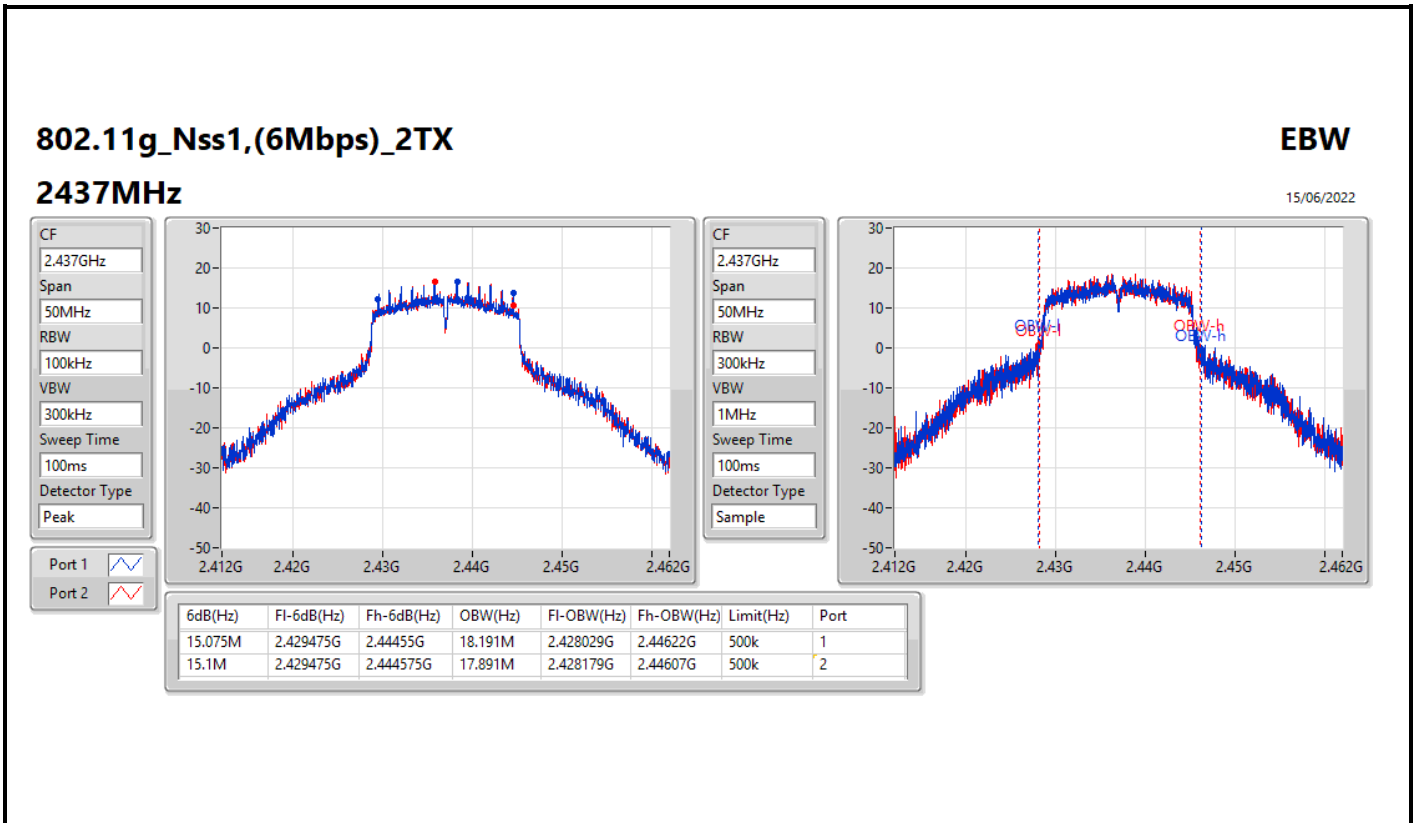 802.11g_Nss1,(6Mbps)_2TX
EBW
2437MHz
15/06/2022
CF
2.437GHz
Span
50MHz
RBW
100kHz
VBW
300kHz
Sweep Time
100ms
Detector Type
Peak
Port 1
Port 2
30
20
10
0
-10
-20
-30
-40
-50
2.412G 2.42G 2.43G 2.44G 2.45G 2.462G
CF
2.437GHz
Span
50MHz
RBW
300kHz
VBW
1MHz
Sweep Time
100ms
Detector Type
Sample
30
20
10
0
-10
-20
-30
-40
-50
OBW-l
OBW-l
OBW-h
OBW-h
2.412G 2.42G 2.43G 2.44G 2.45G 2.462G
6dB(Hz) Fl-6dB(Hz) Fh-6dB(Hz) OBW(Hz) Fl-OBW(Hz) Fh-OBW(Hz) Limit(Hz) Port
15.075M 2.429475G 2.44455G 18.191M 2.428029G 2.44622G 500k 1
15.1M 2.429475G 2.444575G 17.891M 2.428179G 2.44607G 500k 2